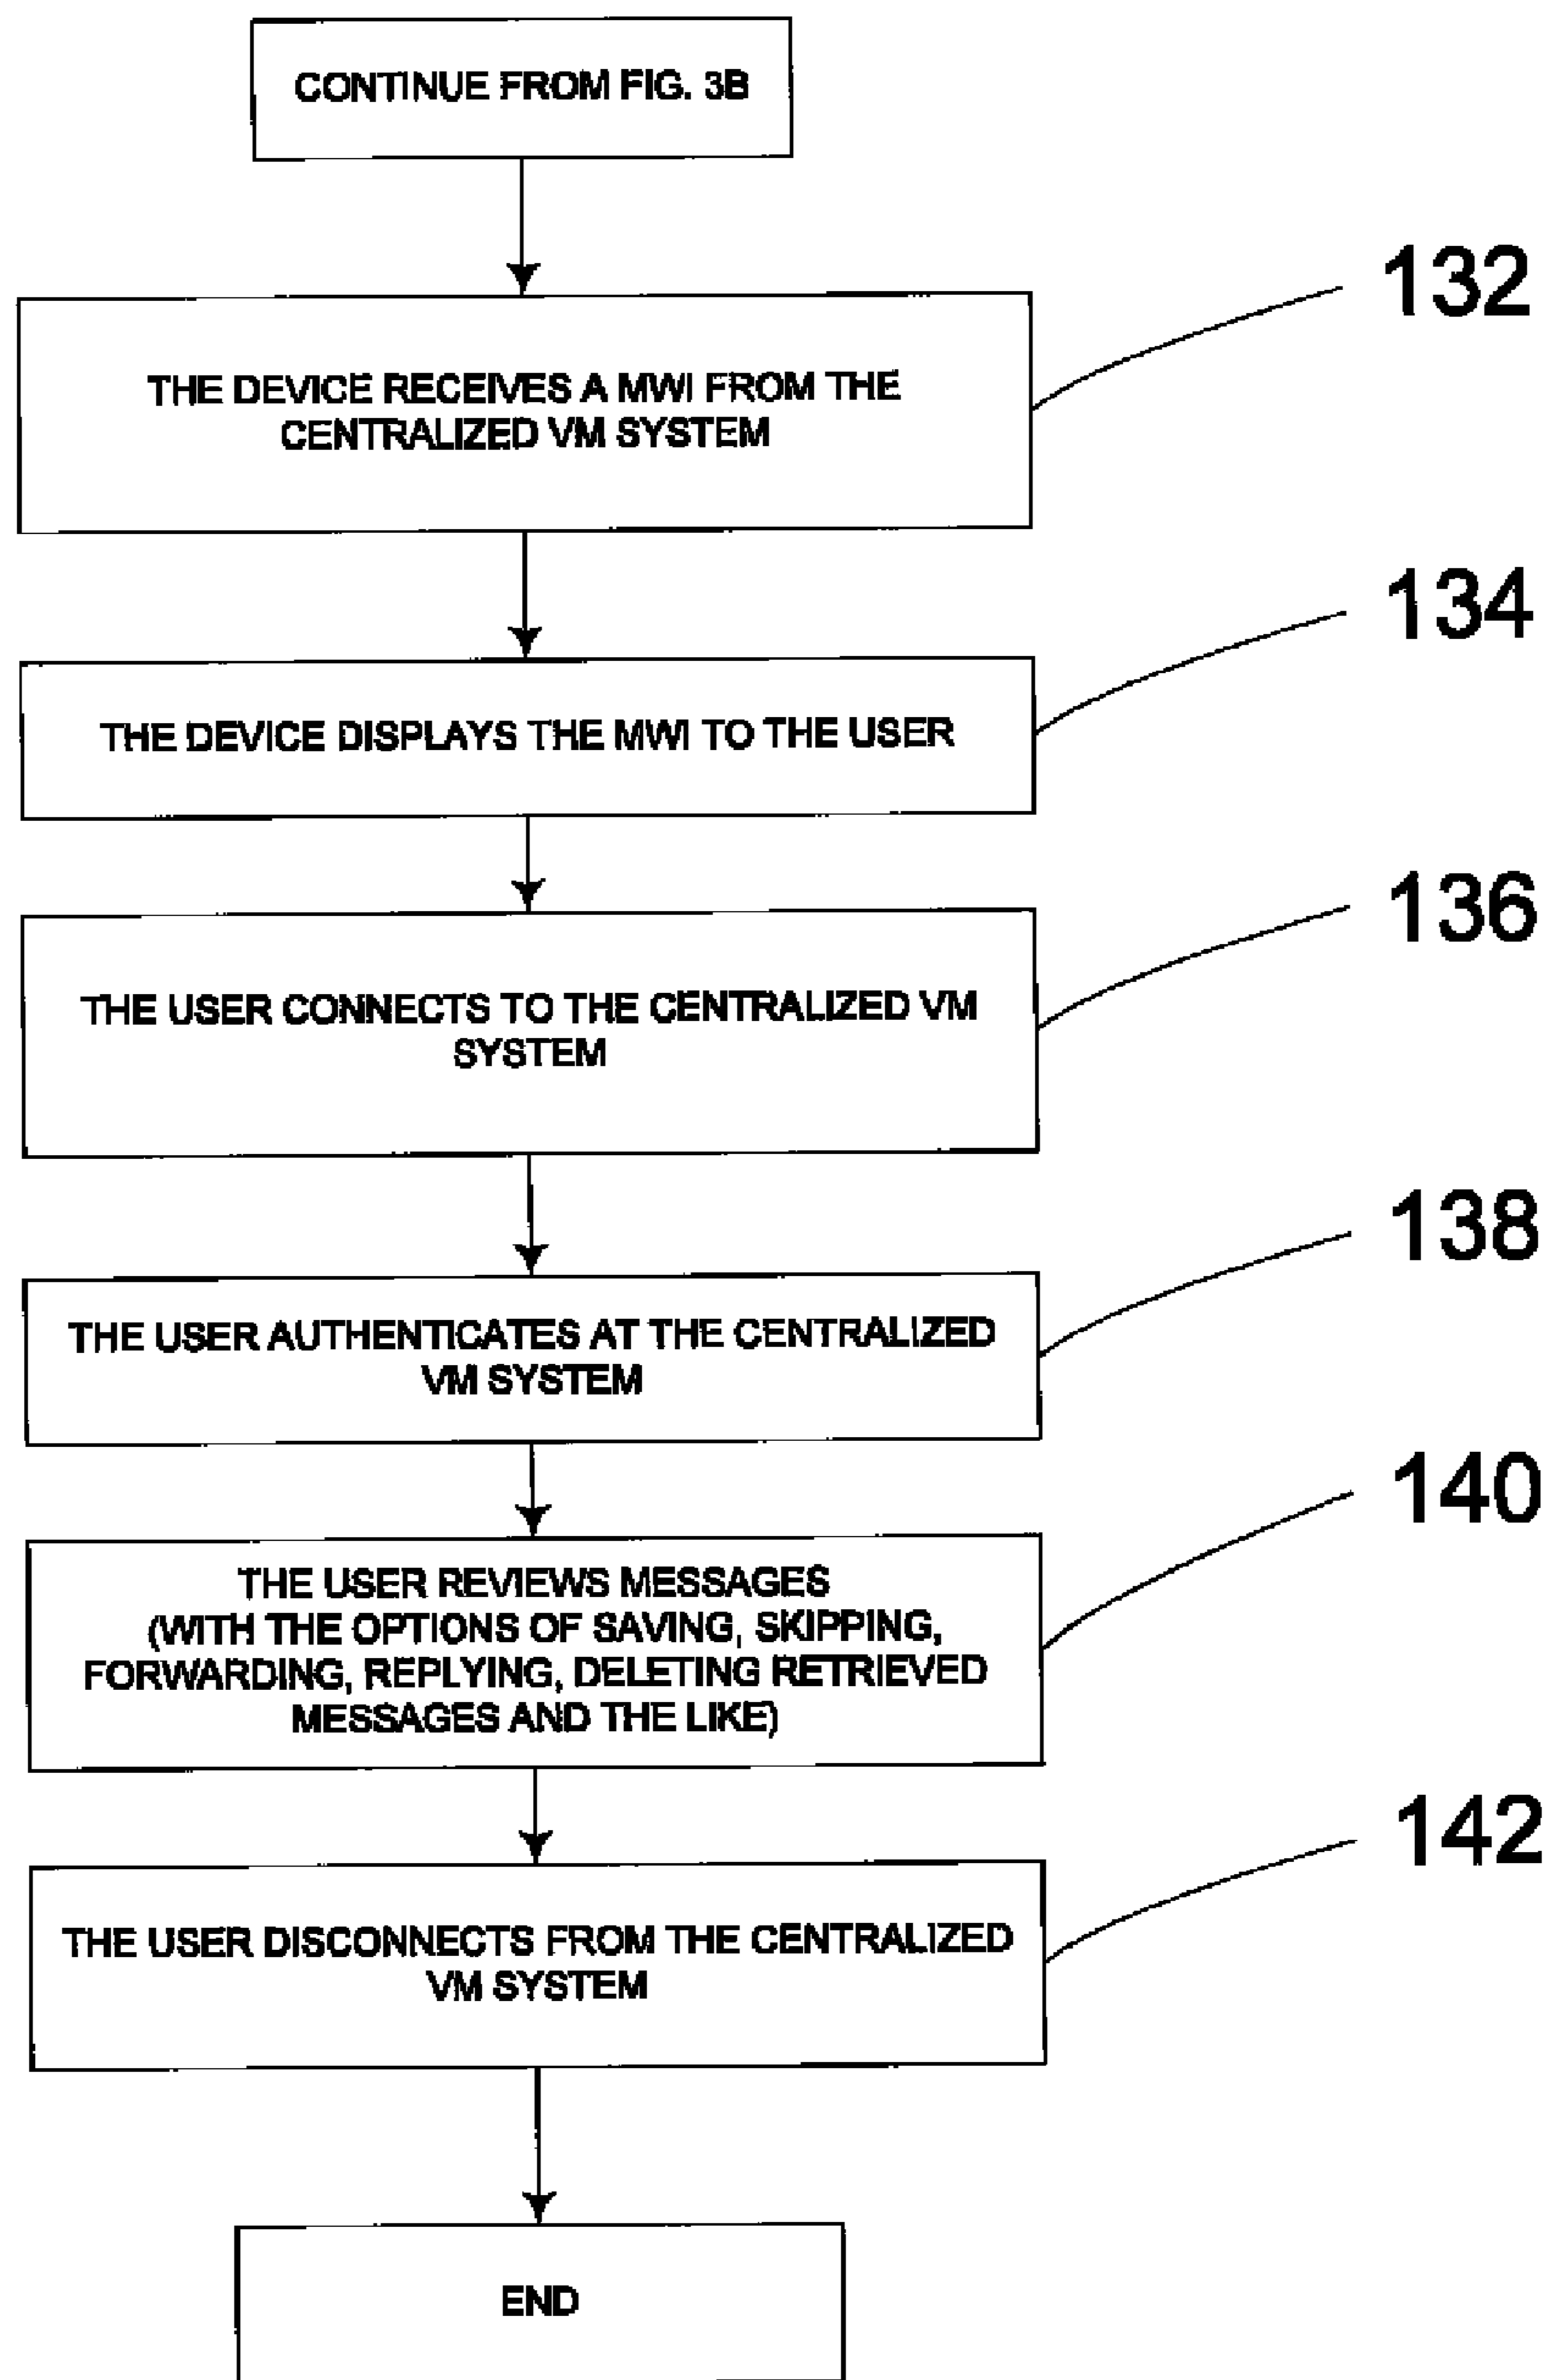 CONTINUE FROM FIG. 3B
132
THE DEVICE RECEIVES A MWI FROM THE
CENTRALIZED VM SYSTEM
134
THE DEVICE DISPLAYS THE MWI TO THE USER
136
THE USER CONNECTS TO THE CENTRALIZED VM
SYSTEM
138
THE USER AUTHENTICATES AT THE CENTRALIZED
VM SYSTEM
140
THE USER REVIEWS MESSAGES
(WITH THE OPTIONS OF SAVING, SKIPPING,
FORWARDING, REPLYING, DELETING RETRIEVED
MESSAGES AND THE LIKE)
142
THE USER DISCONNECTS FROM THE CENTRALIZED
VM SYSTEM
END